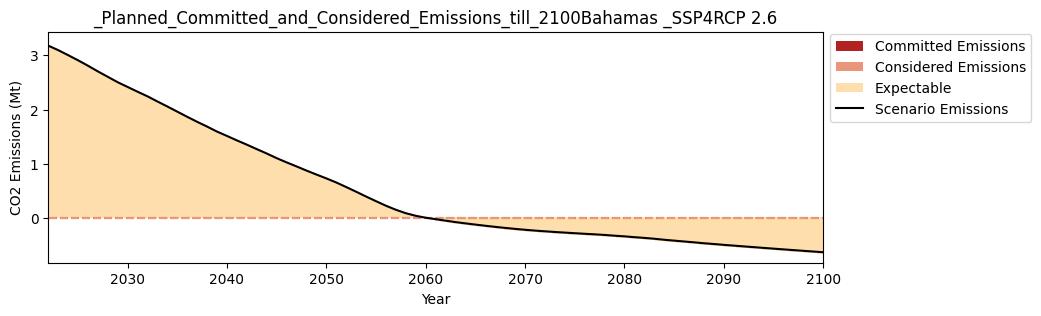 _Planned_Committed_and_Considered_Emissions_till_2100Bahamas _SSP4RCP 2.6
Committed Emissions
Considered Emissions
Expectable
Scenario Emissions
CO2 Emissions (Mt)
3
2
1
0
2030 2040 2050 2060 2070 2080 2090 2100
Year